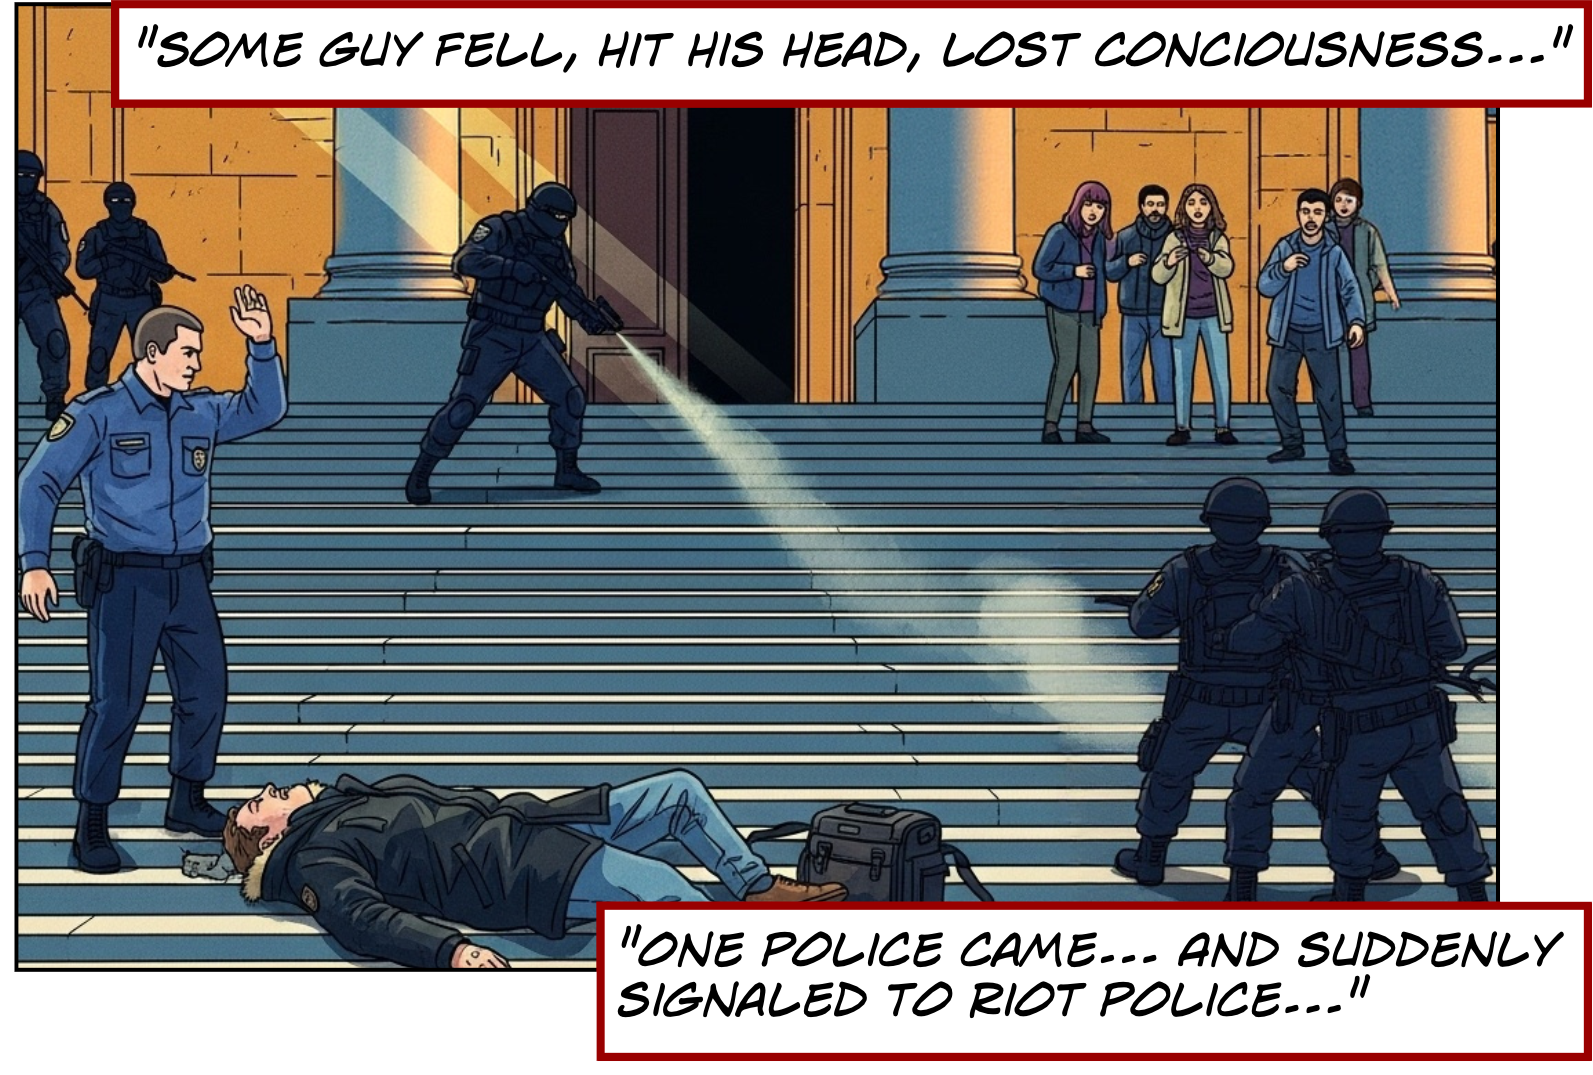 "SOME GUY FELL, HIT HIS HEAD, LOST CONCIOUSNESS..."
"ONE POLICE CAME... AND SUDDENLY
SIGNALED TO RIOT POLICE..."